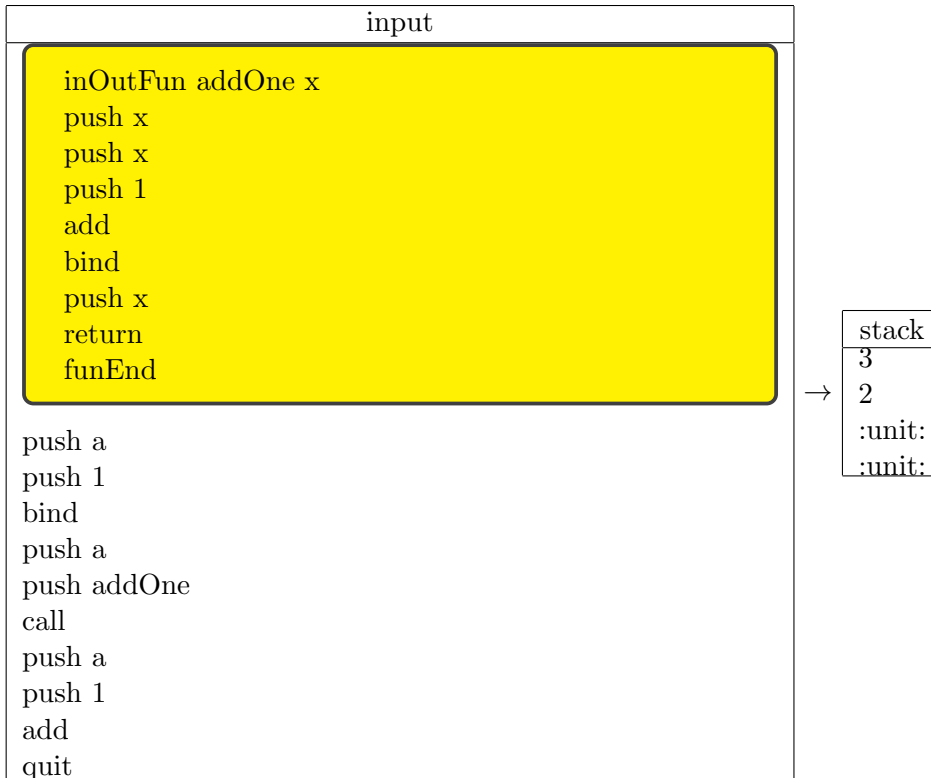 input
inOutFun addOne x
push x
push x
push 1
add
bind
push x
return
funEnd
push a
push 1
bind
push a
push addOne
call
push a
push 1
add
quit
→
stack
3
2
:unit:
:unit: